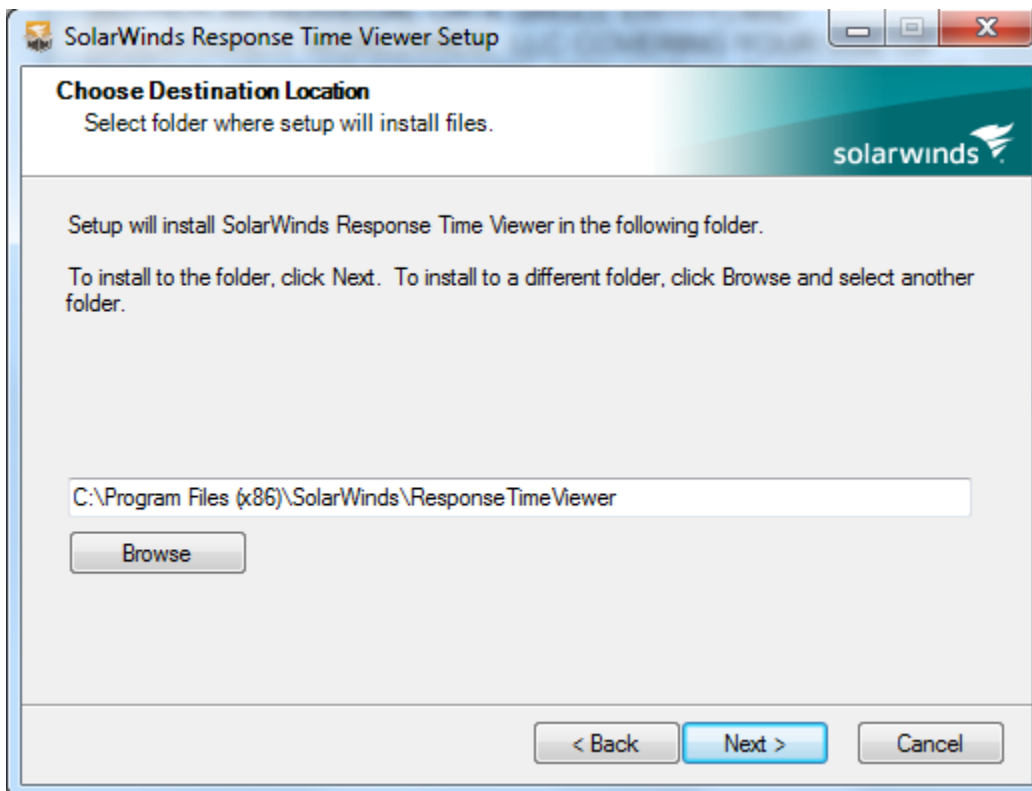 SolarWinds Response Time Viewer Setup
Choose Destination Location
Select folder where setup will install files.
solarwinds
Setup will install SolarWinds Response Time Viewer in the following folder.
To install to the folder, click Next.  To install to a different folder, click Browse and select another
folder.
C:\Program Files (x86)\SolarWinds\ResponseTimeViewer
Browse
< Back
Next >
Cancel